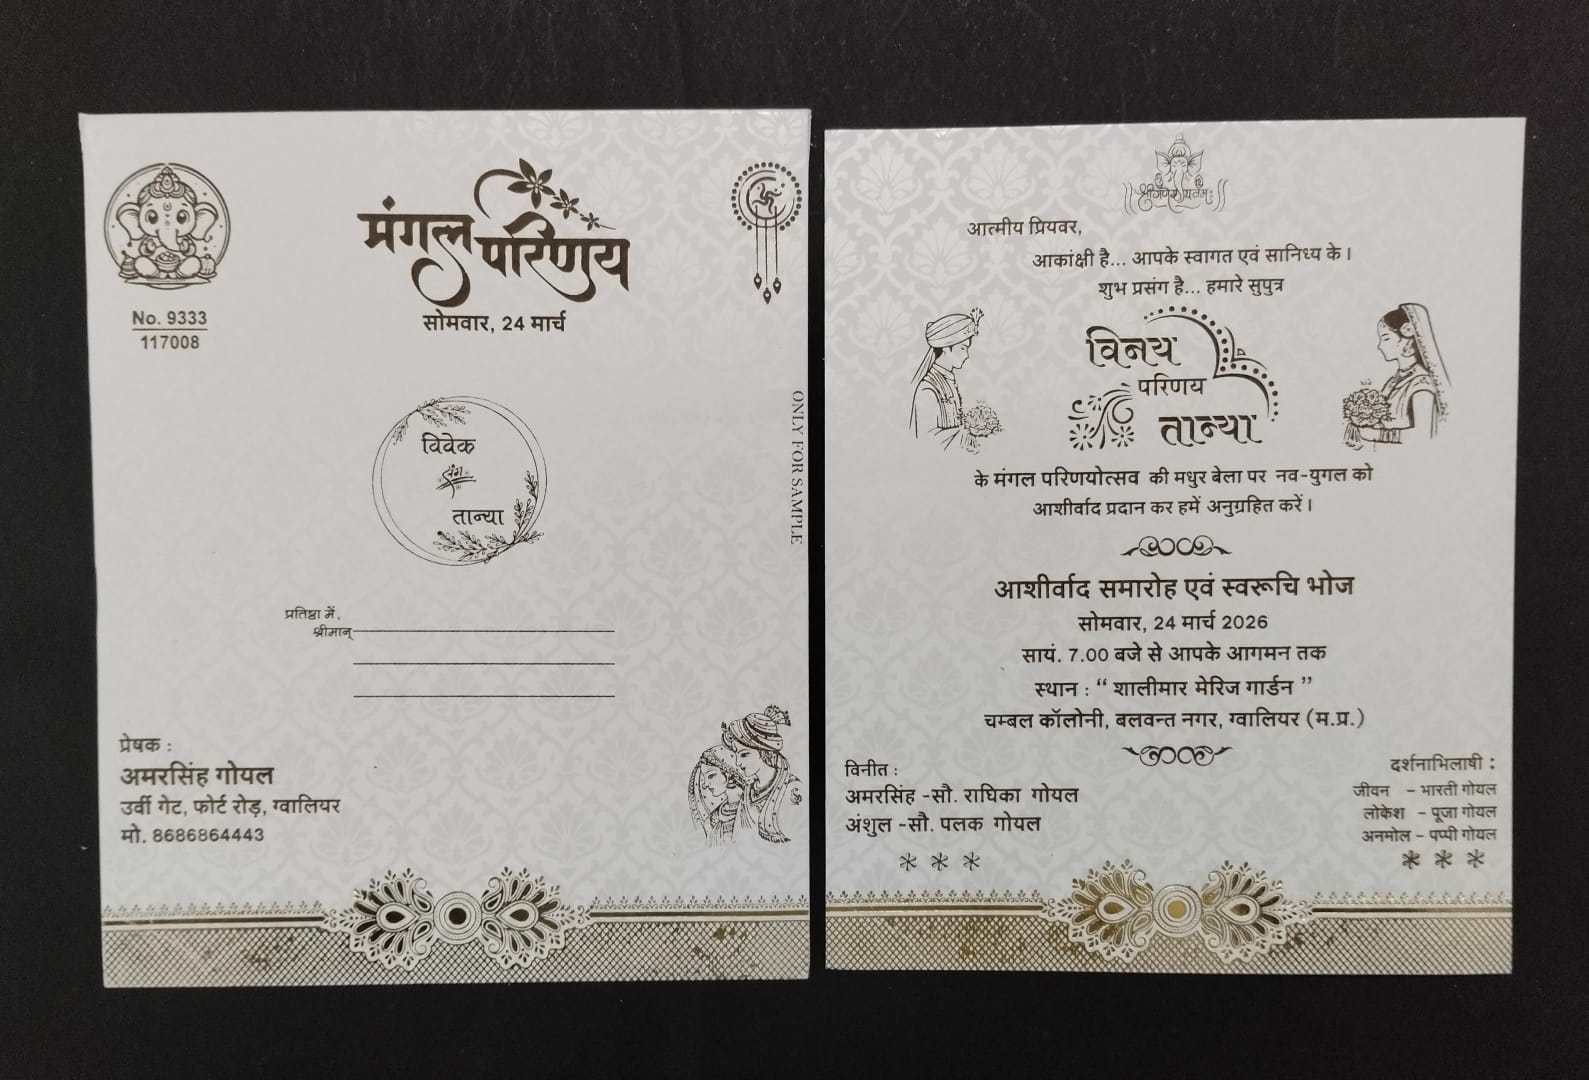 मंगल परिणय
सोमवार, 24 मार्च
No. 9333
117008
विवेक
संग
तान्या
ONLY FOR SAMPLE
प्रतिष्ठा में,
श्रीमान्
प्रेषक :
अमरसिंह गोयल
उर्वी गेट, फोर्ट रोड़, ग्वालियर
मो. 8686864443
आत्मीय प्रियवर,
आकांक्षी है... आपके स्वागत एवं सानिध्य के।
शुभ प्रसंग है... हमारे सुपुत्र
विनय
परिणय
तान्या
के मंगल परिणयोत्सव की मधुर बेला पर नव-युगल को
आशीर्वाद प्रदान कर हमें अनुग्रहित करें।
आशीर्वाद समारोह एवं स्वरूचि भोज
सोमवार, 24 मार्च 2026
सायं. 7.00 बजे से आपके आगमन तक
स्थान : “ शालीमार मेरिज गार्डन ”
चम्बल कॉलोनी, बलवन्त नगर, ग्वालियर (म.प्र.)
विनीत :
अमरसिंह -सौ. राधिका गोयल
अंशुल -सौ. पलक गोयल
दर्शनाभिलाषी :
जीवन – भारती गोयल
लोकेश - पूजा गोयल
अनमोल – पप्पी गोयल